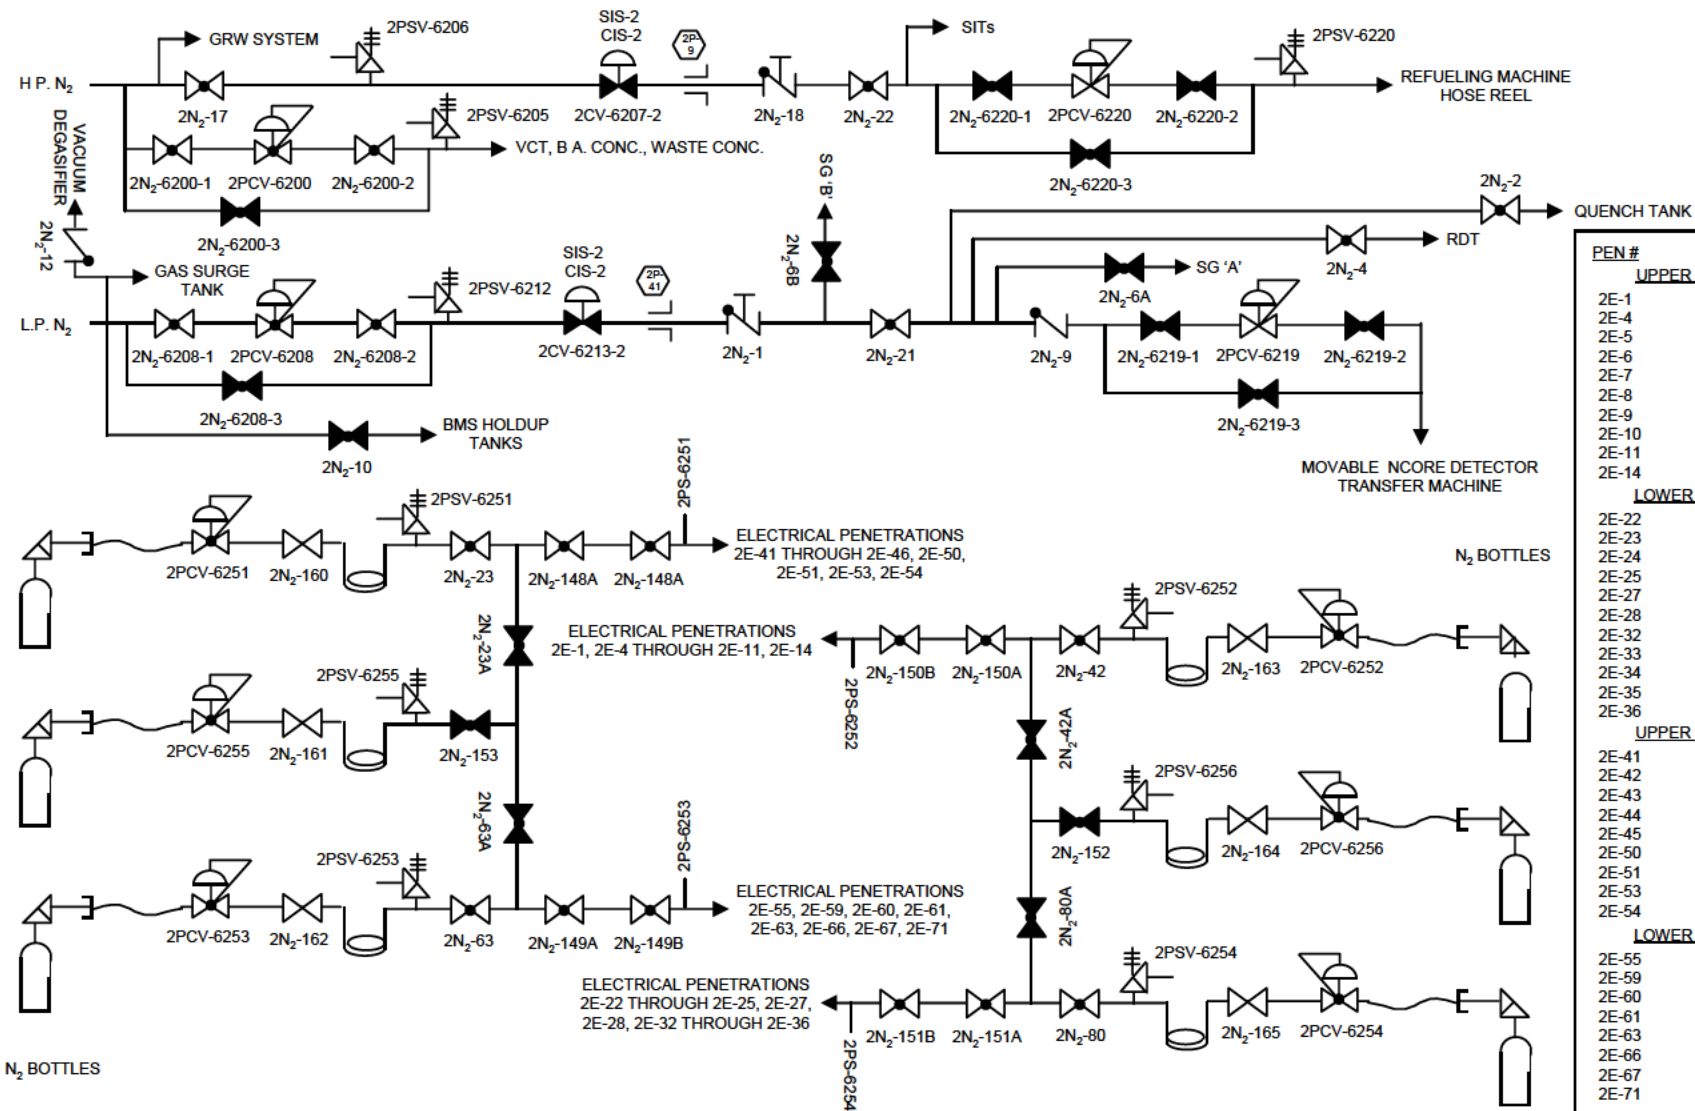 GRW SYSTEM
2PSV-6206
SIS-2
CIS-2
2P-
9
SITs
2PSV-6220
H P. N₂
2N₂-17
2CV-6207-2
2N₂-18
2N₂-22
2N₂-6220-1
2PCV-6220
2N₂-6220-2
REFUELING MACHINE
HOSE REEL
2PSV-6205
VACUUM
DEGASIFIER
VCT, B A. CONC., WASTE CONC.
2N₂-6200-1
2PCV-6200
2N₂-6200-2
2N₂-6220-3
SG 'B'
2N₂-2
QUENCH TANK
2N₂-6200-3
2N₂-12
2N₂-6B
RDT
2N₂-4
GAS SURGE
TANK
2PSV-6212
SIS-2
CIS-2
2P-
41
SG 'A'
2N₂-6A
L.P. N₂
2N₂-6208-1
2PCV-6208
2N₂-6208-2
2CV-6213-2
2N₂-1
2N₂-21
2N₂-9
2N₂-6219-1
2PCV-6219
2N₂-6219-2
2N₂-6208-3
2N₂-6219-3
BMS HOLDUP
TANKS
2N₂-10
MOVABLE NCORE DETECTOR
TRANSFER MACHINE
2PSV-6251
2PS-6251
2PCV-6251
2N₂-160
2N₂-23
2N₂-148A
2N₂-148A
ELECTRICAL PENETRATIONS
2E-41 THROUGH 2E-46, 2E-50,
2E-51, 2E-53, 2E-54
2N₂-23A
2PSV-6255
2PCV-6255
2N₂-161
2N₂-153
2N₂-63A
2PSV-6253
2PS-6253
2PCV-6253
2N₂-162
2N₂-63
2N₂-149A
2N₂-149B
ELECTRICAL PENETRATIONS
2E-55, 2E-59, 2E-60, 2E-61,
2E-63, 2E-66, 2E-67, 2E-71
N₂ BOTTLES
N₂ BOTTLES
ELECTRICAL PENETRATIONS
2E-1, 2E-4 THROUGH 2E-11, 2E-14
2PSV-6252
2PS-6252
2N₂-150B
2N₂-150A
2N₂-42
2N₂-163
2PCV-6252
2N₂-42A
2PSV-6256
2N₂-152
2N₂-164
2PCV-6256
2N₂-80A
2PSV-6254
ELECTRICAL PENETRATIONS
2E-22 THROUGH 2E-25, 2E-27,
2E-28, 2E-32 THROUGH 2E-36
2PS-6254
2N₂-151B
2N₂-151A
2N₂-80
2N₂-165
2PCV-6254
PEN #
UPPER
2E-1
2E-4
2E-5
2E-6
2E-7
2E-8
2E-9
2E-10
2E-11
2E-14
LOWER
2E-22
2E-23
2E-24
2E-25
2E-27
2E-28
2E-32
2E-33
2E-34
2E-35
2E-36
UPPER
2E-41
2E-42
2E-43
2E-44
2E-45
2E-50
2E-51
2E-53
2E-54
LOWER
2E-55
2E-59
2E-60
2E-61
2E-63
2E-66
2E-67
2E-71